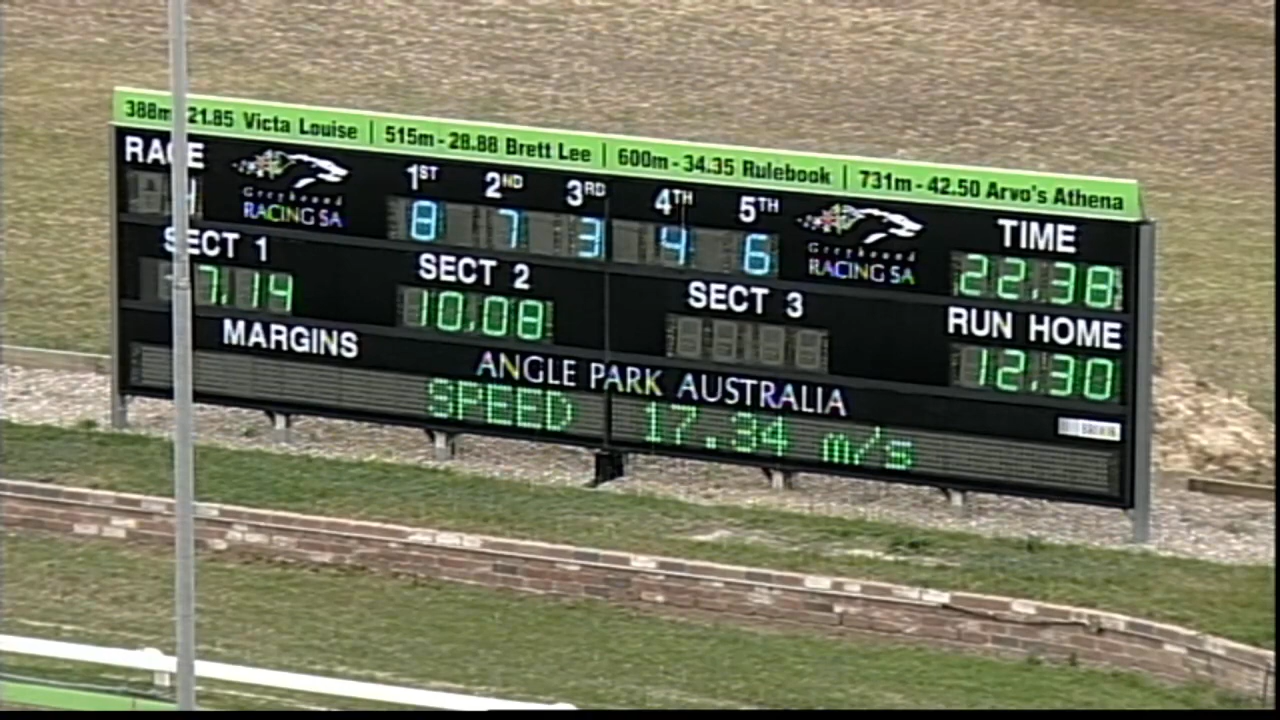 388m 21.85 Victa Louise | 515m - 28.88 Brett Lee | 600m - 34.35 Rulebook | 731m - 42.50 Arvo's Athena
RACE
Greyhound
RACING SA
1ST 2ND 3RD 4TH 5TH
8 7 3 4 6
Greyhound
RACING SA
TIME
22.38
SECT 1
7.14
SECT 2
10.08
SECT 3
RUN HOME
12.30
MARGINS
ANGLE PARK AUSTRALIA
SPEED 17.34 m/s